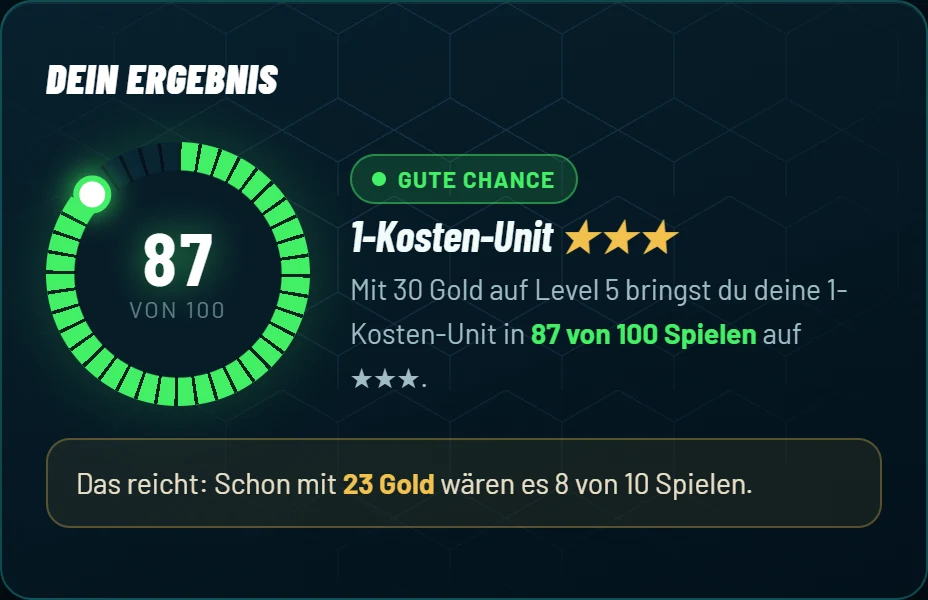 DEIN ERGEBNIS
87
VON 100
GUTE CHANCE
1-Kosten-Unit ★★★
Mit 30 Gold auf Level 5 bringst du deine 1-
Kosten-Unit in 87 von 100 Spielen auf
★★★.
Das reicht: Schon mit 23 Gold wären es 8 von 10 Spielen.